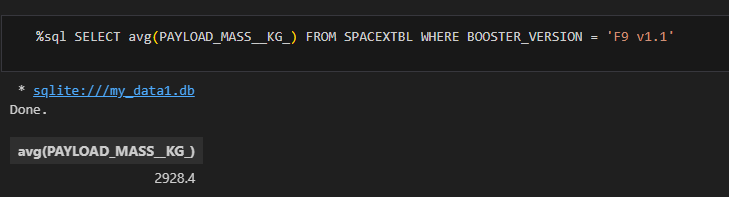 %sql SELECT avg(PAYLOAD_MASS__KG_) FROM SPACEXTBL WHERE BOOSTER_VERSION = 'F9 v1.1'
* sqlite:///my_data1.db
Done.
avg(PAYLOAD_MASS__KG_)
2928.4